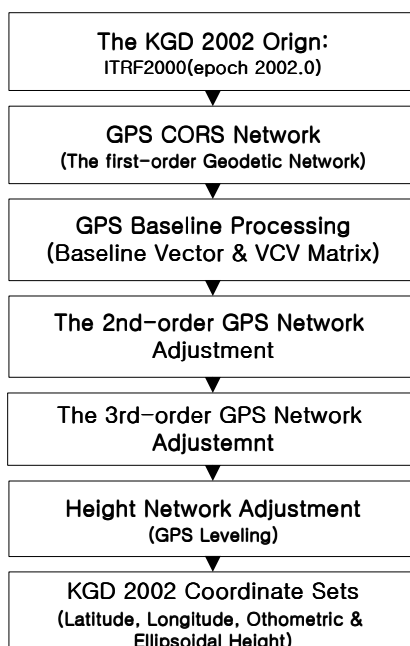 The KGD 2002 Orign:
ITRF2000(epoch 2002.0)
GPS CORS Network
(The first-order Geodetic Network)
GPS Baseline Processing
(Baseline Vector & VCV Matrix)
The 2nd-order GPS Network
Adjustment
The 3rd-order GPS Network
Adjustemnt
Height Network Adjustment
(GPS Leveling)
KGD 2002 Coordinate Sets
(Latitude, Longitude, Othometric &
Ellipsoidal Height)